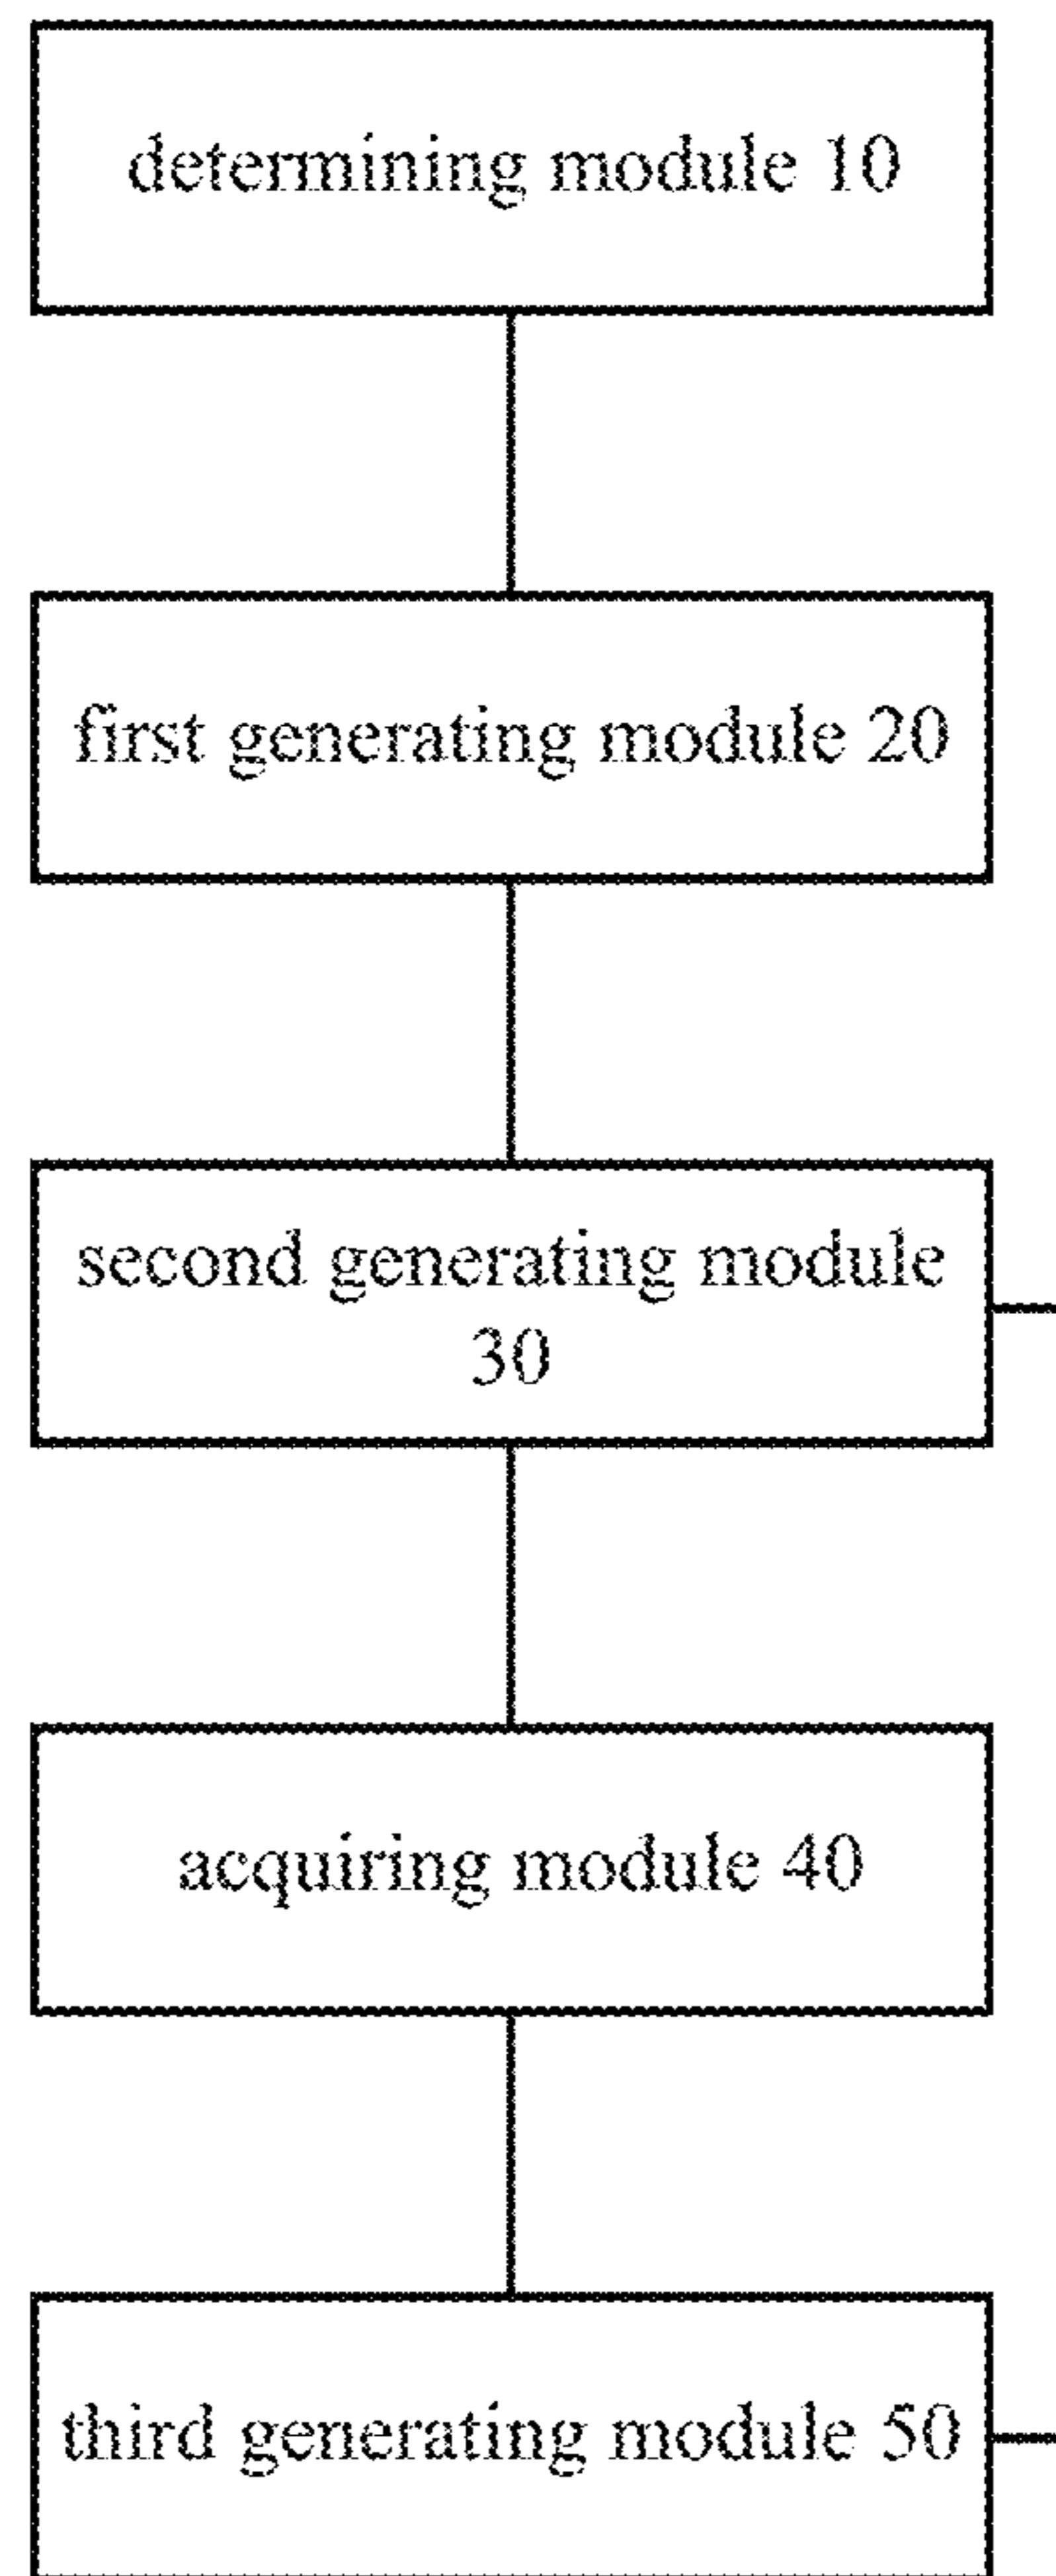 determining module 10
first generating module 20
second generating module
30
acquiring module 40
third generating module 50